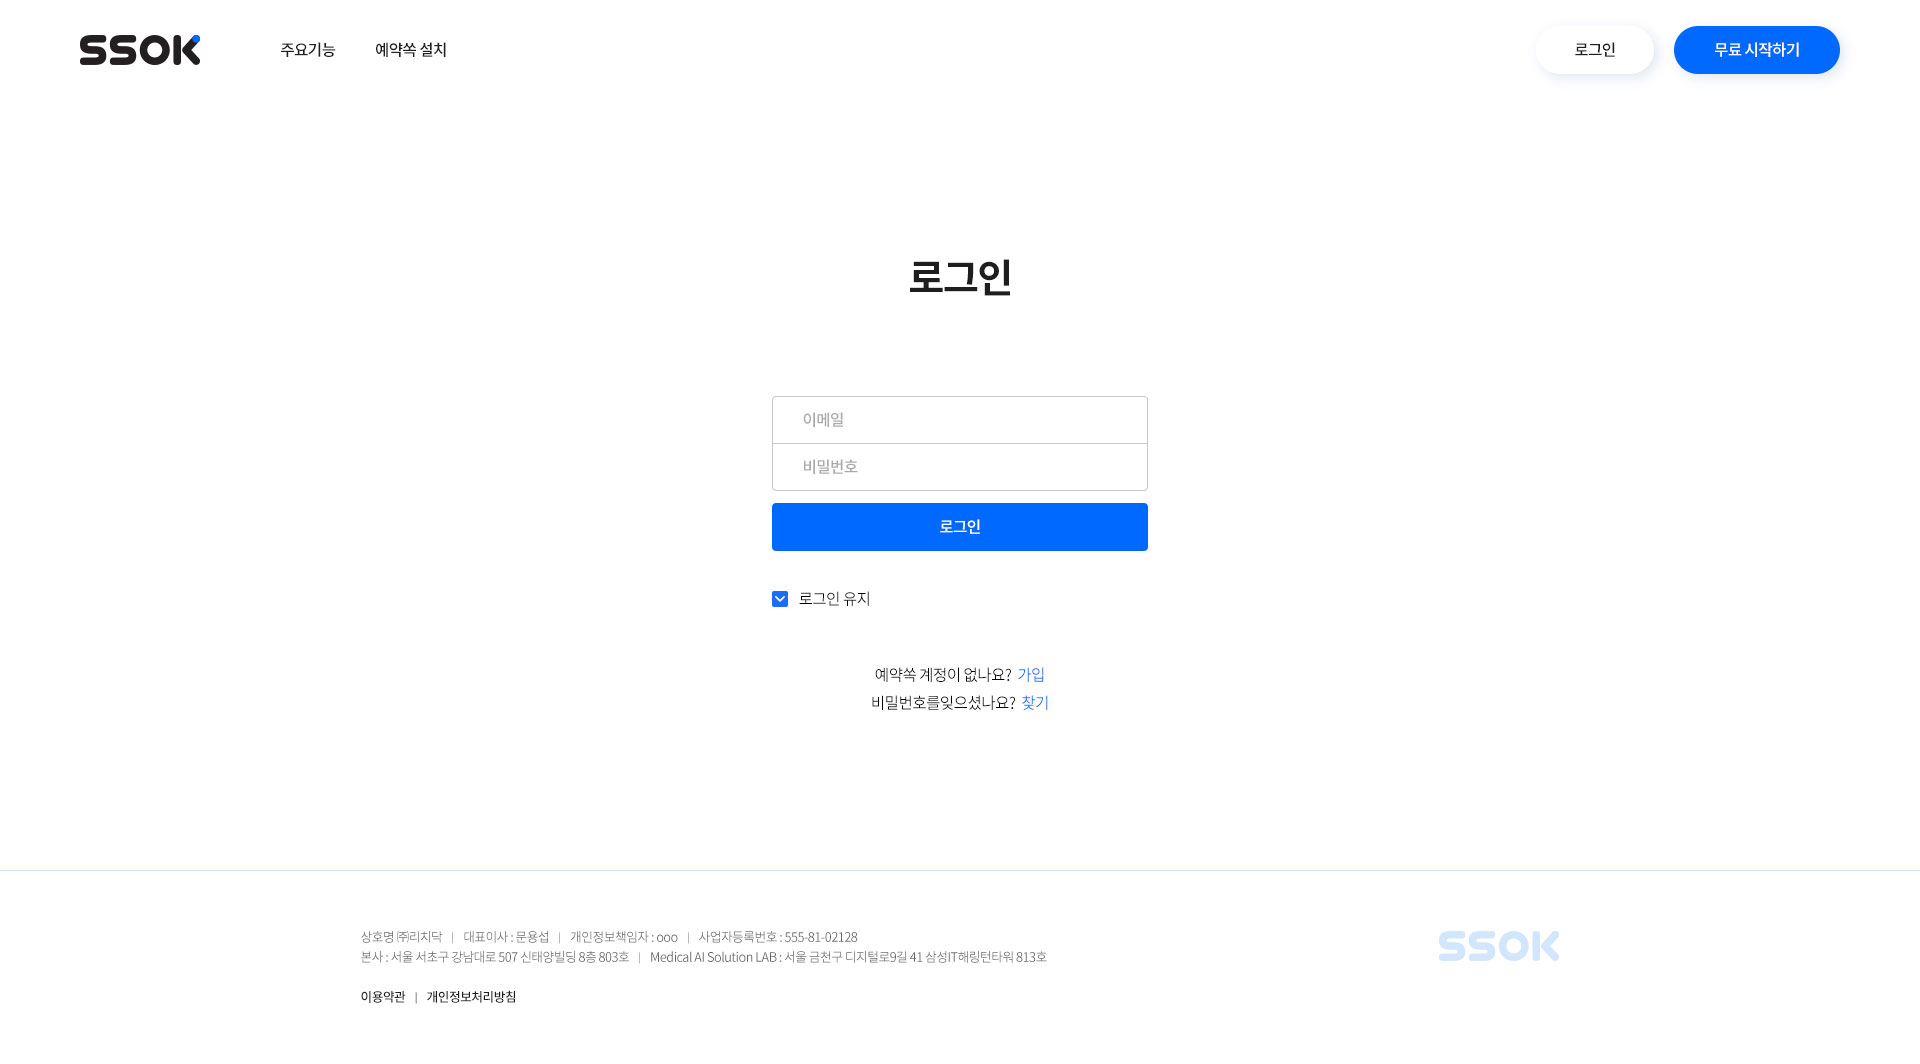 SSOK 주요기능 예약쏙 설치 로그인 무료 시작하기
로그인
이메일
비밀번호
로그인
로그인 유지
예약쏙 계정이 없나요? 가입
비밀번호를잊으셨나요? 찾기
상호명 ㈜리치닥 | 대표이사 : 문용섭 | 개인정보책임자 : ooo | 사업자등록번호 : 555-81-02128
SSOK
본사 : 서울 서초구 강남대로 507 신태양빌딩 8층 803호 | Medical AI Solution LAB : 서울 금천구 디지털로9길 41 삼성IT해링턴타워 813호
이용약관 | 개인정보처리방침